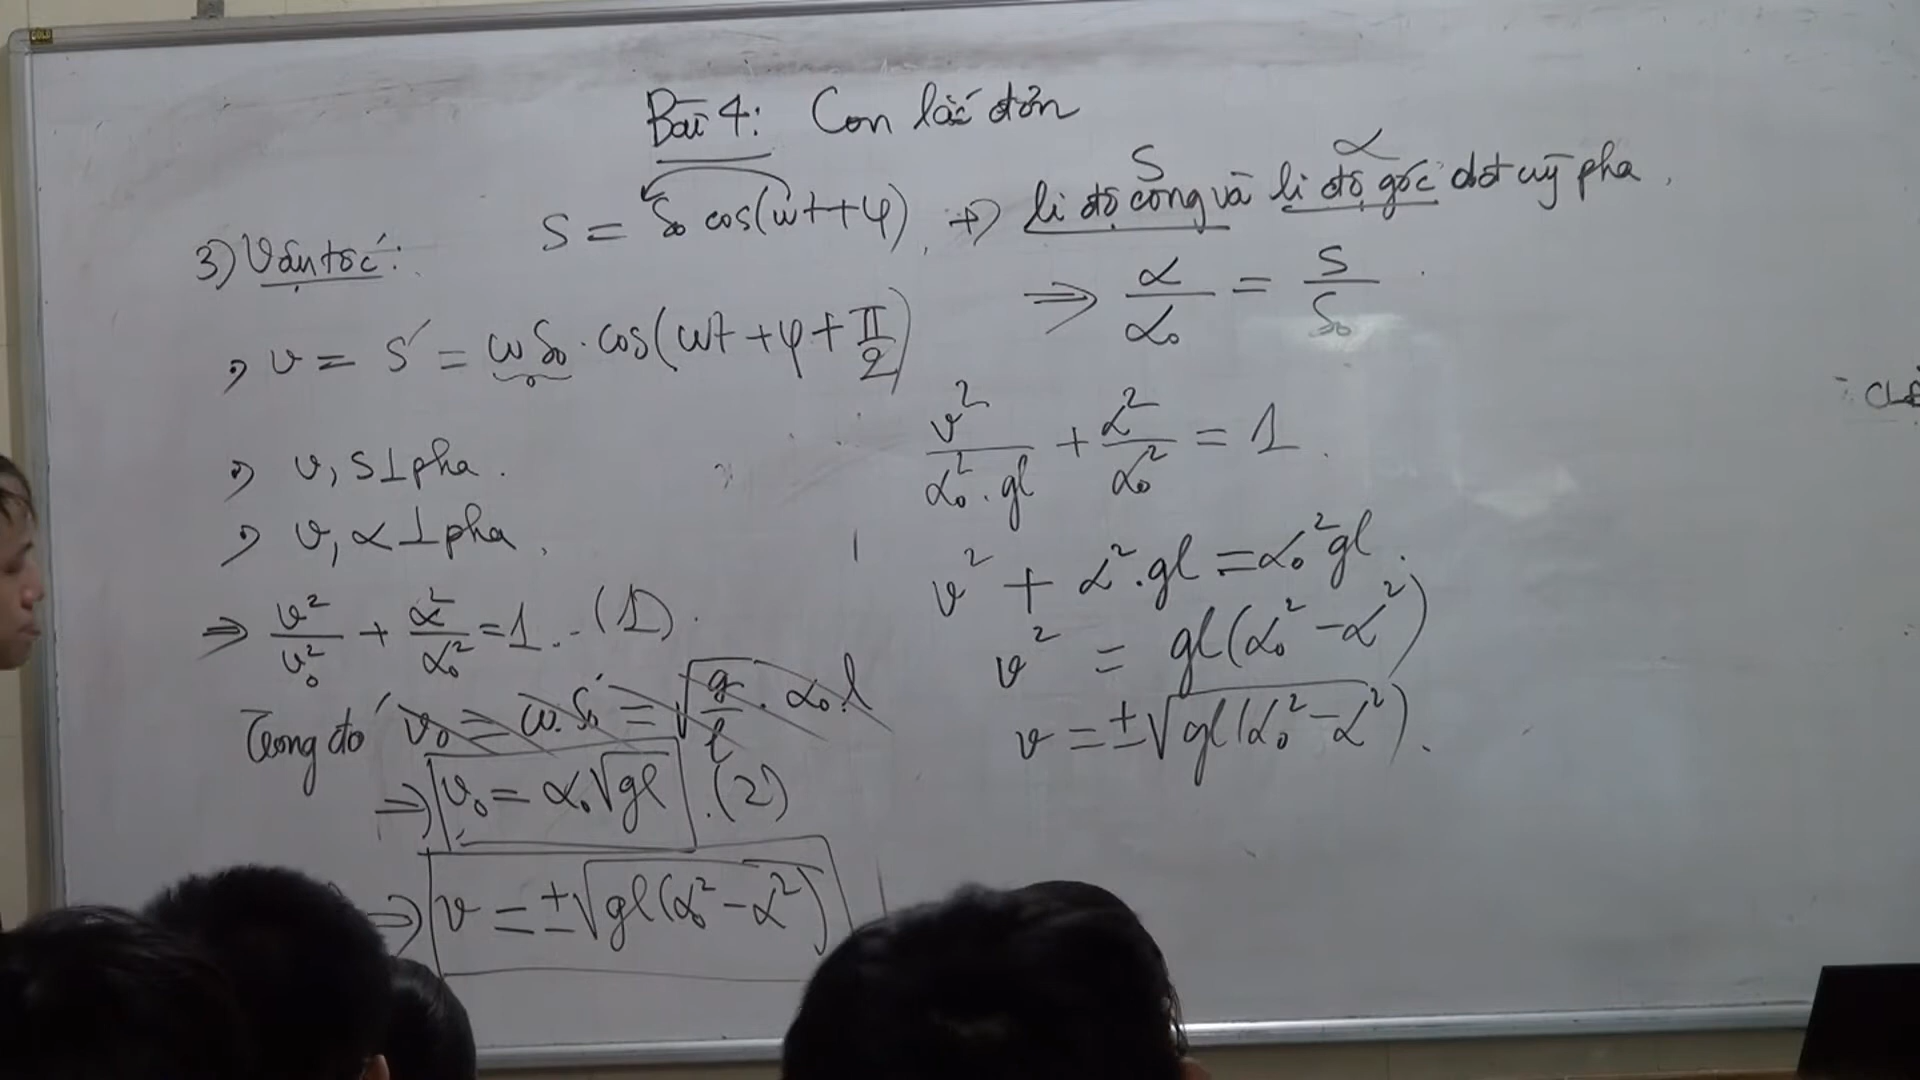 Bài 4: Con lắc đơn
3) Vận tốc:
S = S₀ cos(ωt+φ)
→ v = S' = ωS₀ . cos(ωt + φ + π/2)
→ v, S ⊥ pha.
→ v, α ⊥ pha.
⇒ v²/v₀² + α²/α₀² = 1 .. (1).
Trong đó v₀ = ω.S₀ = √(g/l) . α₀.l
⇒ v₀ = α₀√gl .(2)
⇒ v = ±√gl(α₀² - α²)
S α
→ li độ cong và li độ góc dđ cùng pha.
⇒ α/α₀ = S/S₀
v²/α₀².gl + α²/α₀² = 1.
v² + α².gl = α₀²gl.
v² = gl(α₀² - α²)
v = ±√gl(α₀² - α²).